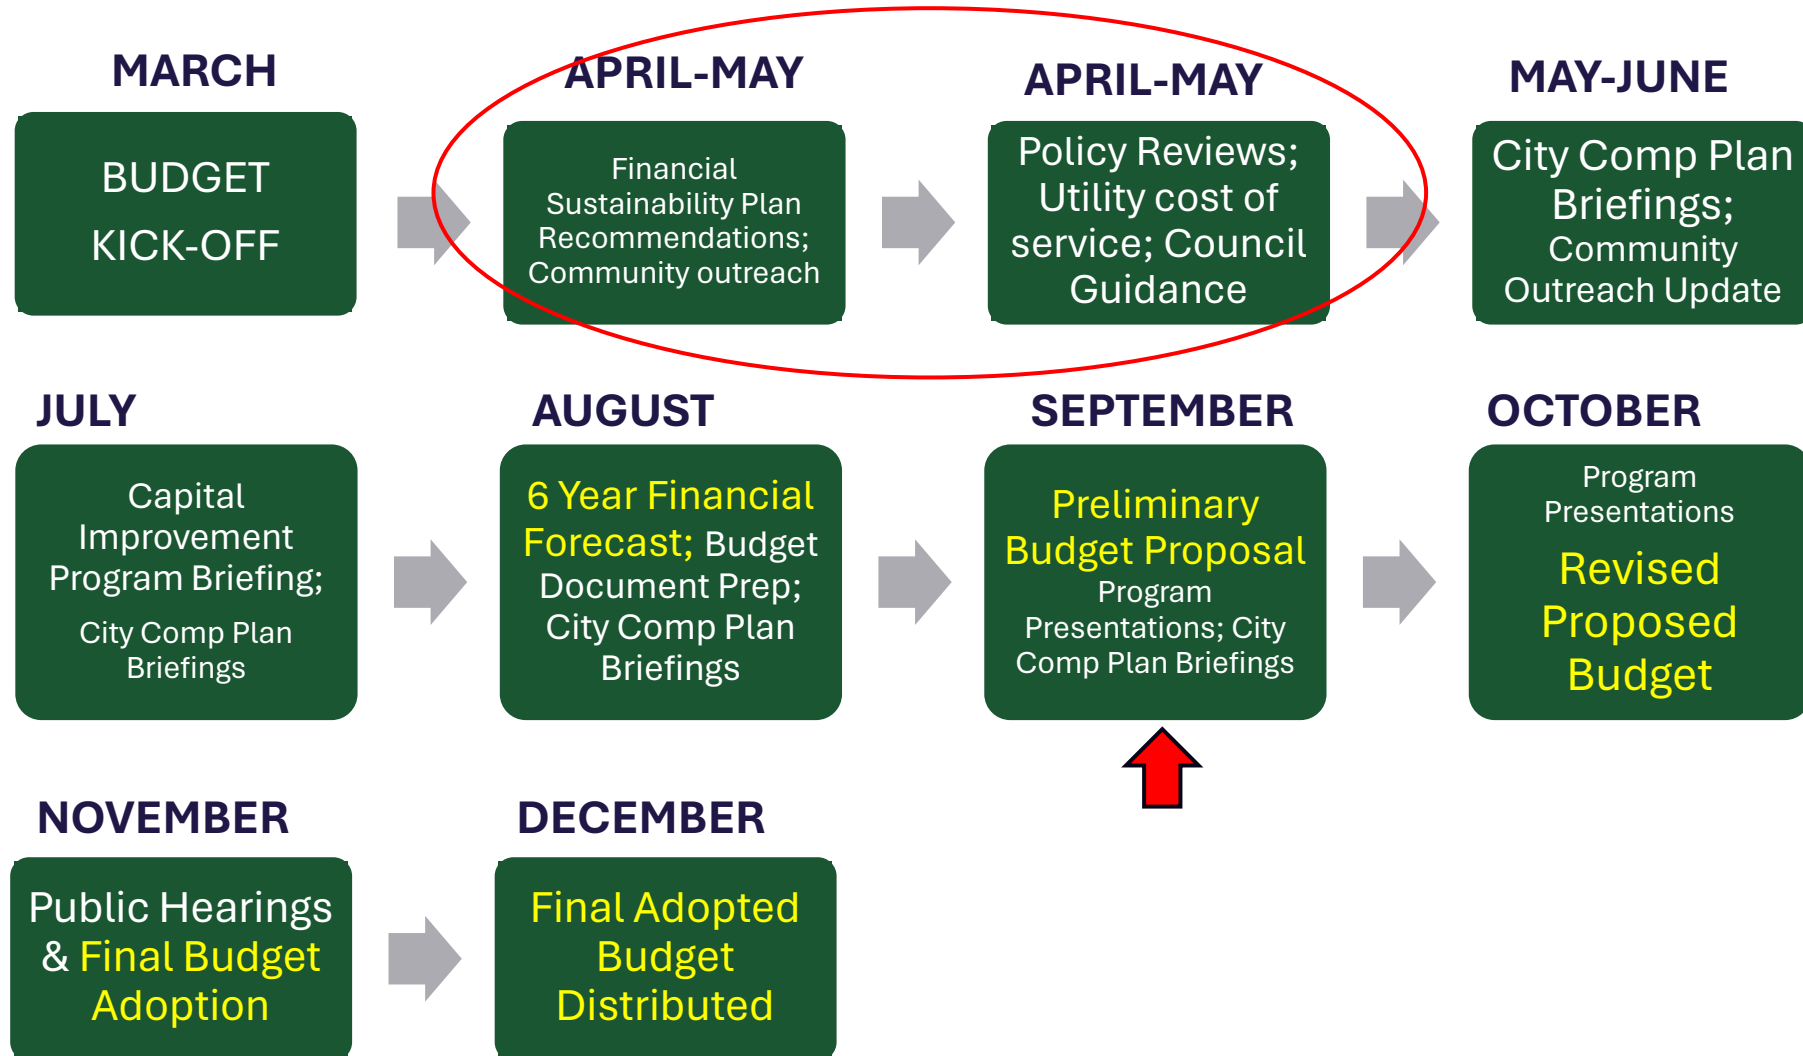 MARCH
BUDGET
KICK-OFF
APRIL-MAY
Financial
Sustainability Plan
Recommendations;
Community outreach
APRIL-MAY
Policy Reviews;
Utility cost of
service; Council
Guidance
MAY-JUNE
City Comp Plan
Briefings;
Community
Outreach Update
JULY
Capital
Improvement
Program Briefing;
City Comp Plan
Briefings
AUGUST
6 Year Financial
Forecast; Budget
Document Prep;
City Comp Plan
Briefings
SEPTEMBER
Preliminary
Budget Proposal
Program
Presentations; City
Comp Plan Briefings
OCTOBER
Program
Presentations
Revised
Proposed
Budget
NOVEMBER
Public Hearings
& Final Budget
Adoption
DECEMBER
Final Adopted
Budget
Distributed